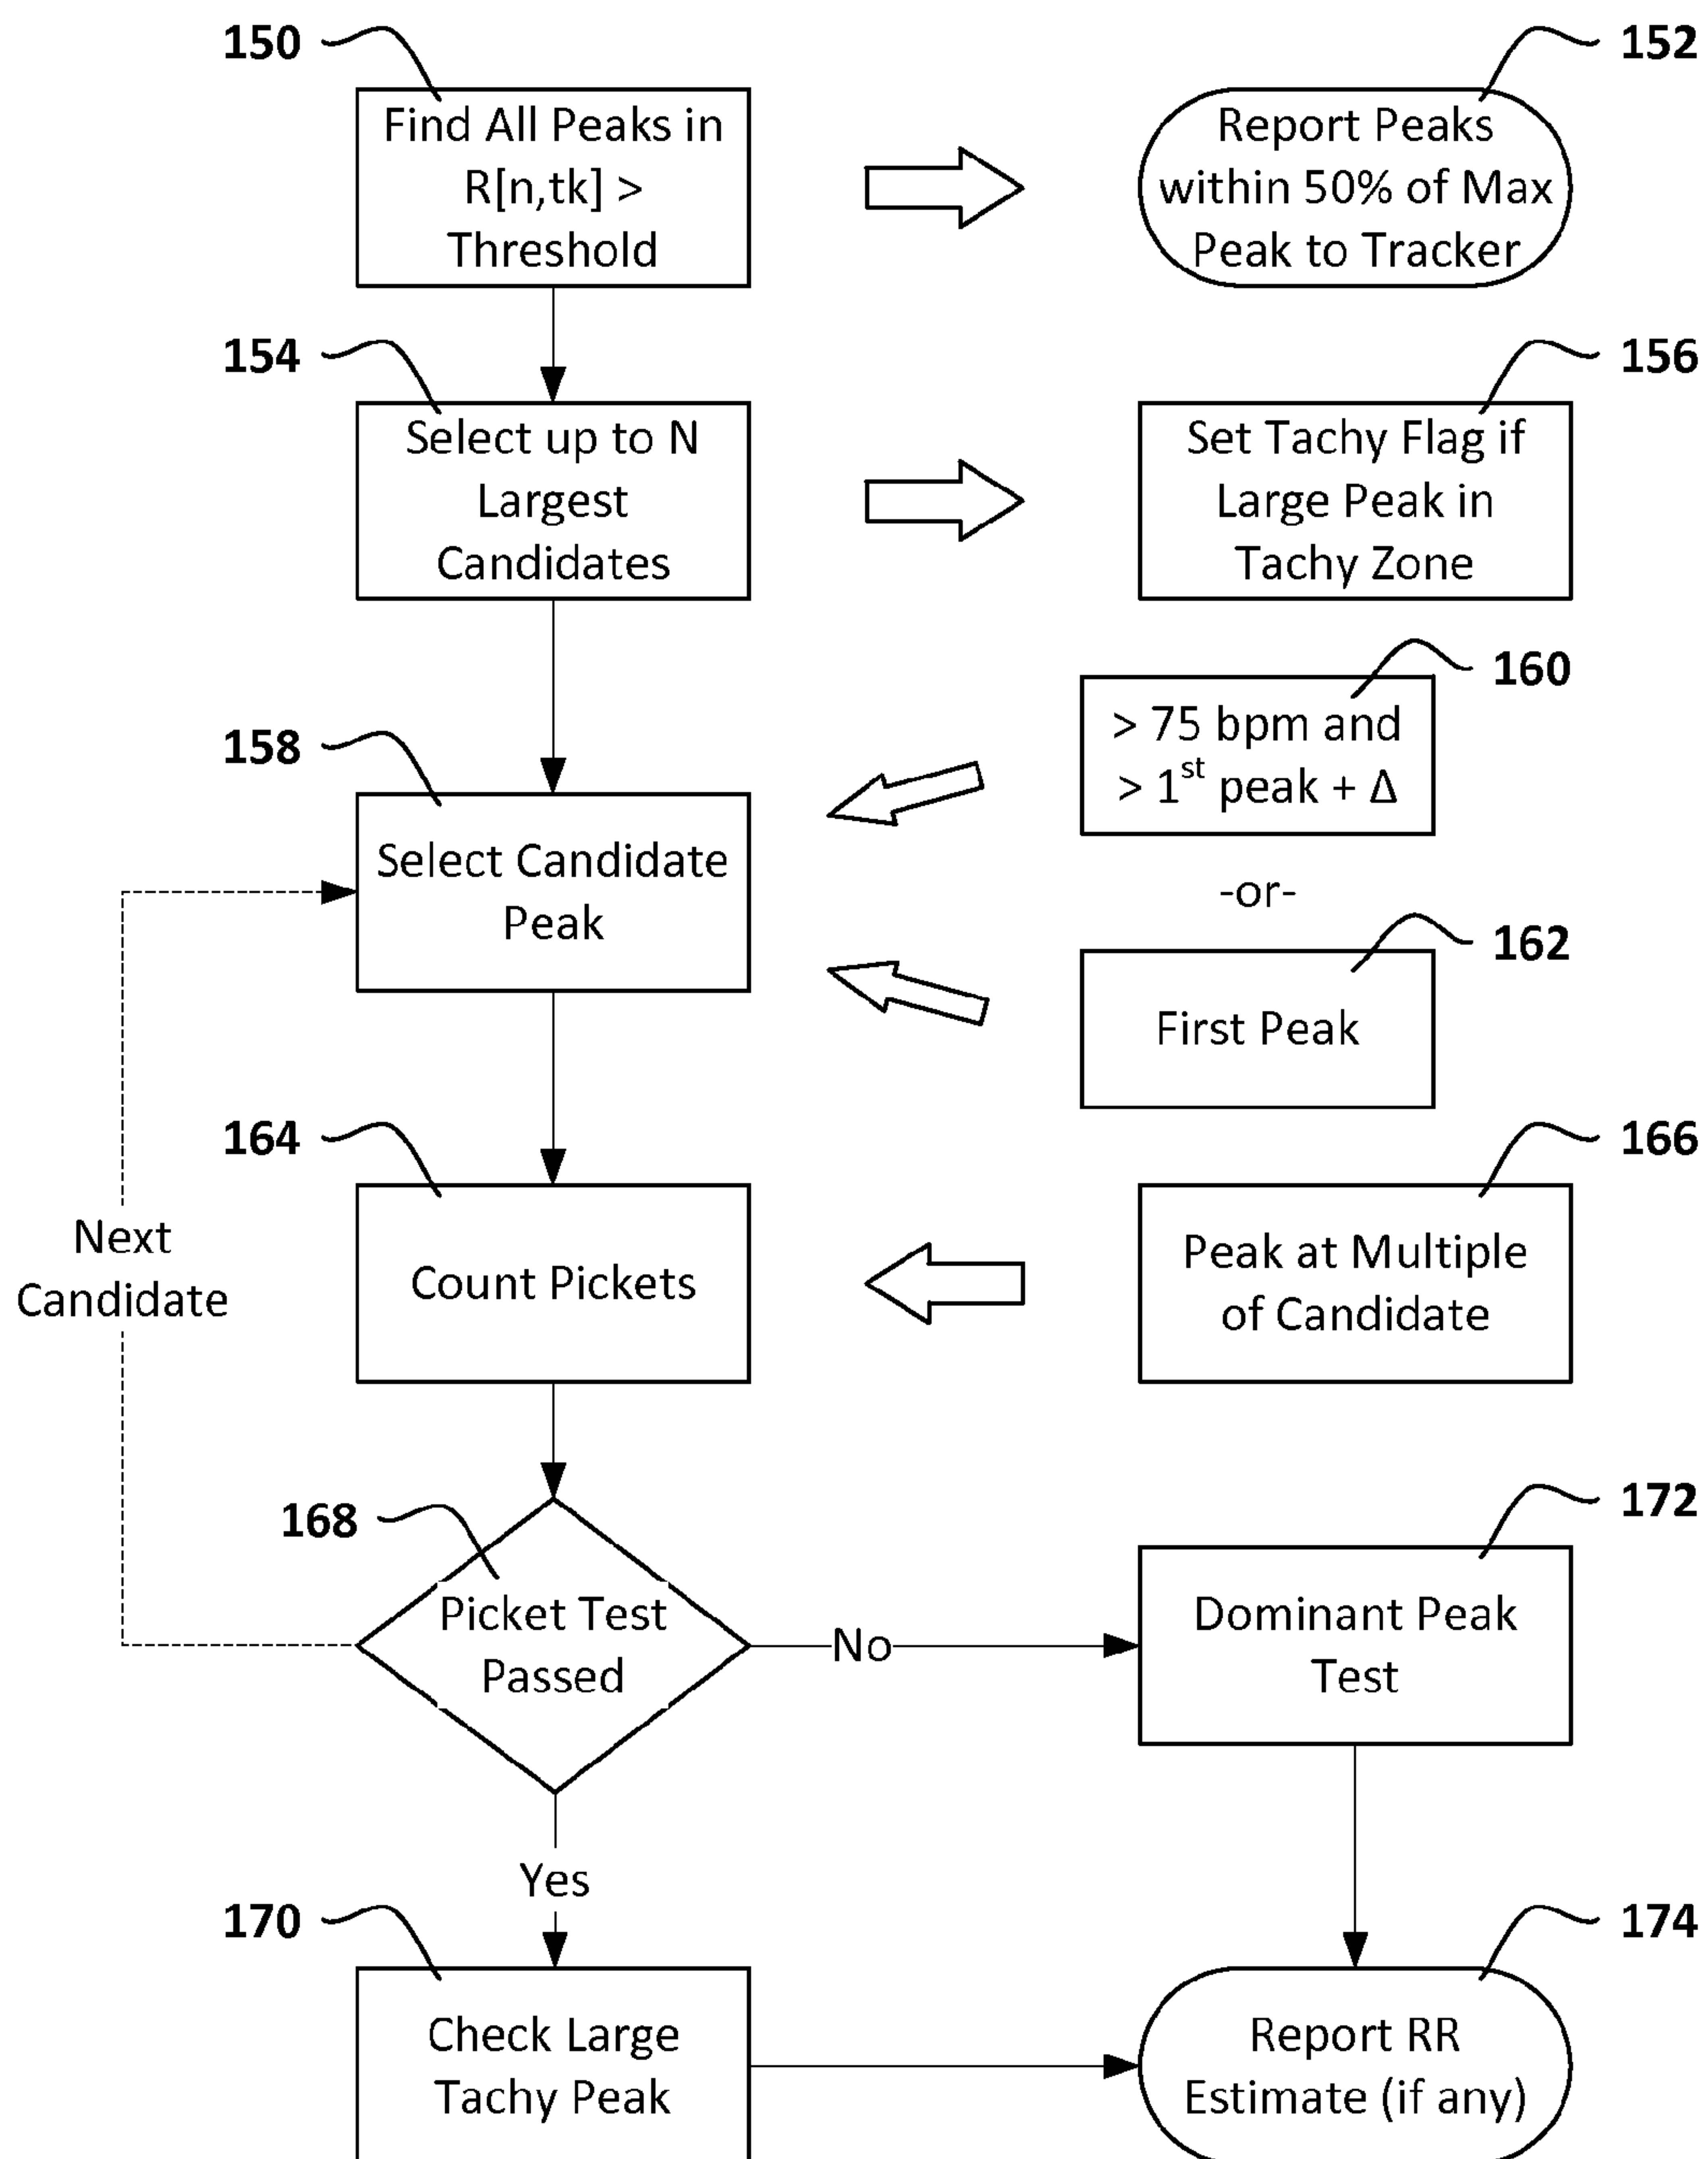 150
Find All Peaks in
R[n,tk] >
Threshold
152
Report Peaks
within 50% of Max
Peak to Tracker
154
Select up to N
Largest
Candidates
156
Set Tachy Flag if
Large Peak in
Tachy Zone
160
> 75 bpm and
> 1st peak + Δ
158
Select Candidate
Peak
-or-
162
First Peak
164
Count Pickets
166
Peak at Multiple
of Candidate
Next
Candidate
168
Picket Test
Passed
No
172
Dominant Peak
Test
Yes
170
Check Large
Tachy Peak
174
Report RR
Estimate (if any)